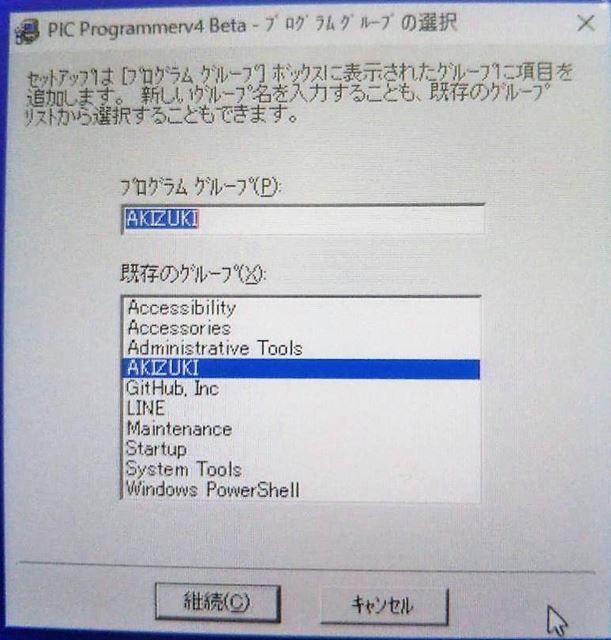 PIC Programmerv4 Beta - ﾌﾟﾛｸﾞﾗﾑ ｸﾞﾙｰﾌﾟ の選択
ｾｯﾄｱｯﾌﾟは [ﾌﾟﾛｸﾞﾗﾑ ｸﾞﾙｰﾌﾟ] ﾎﾞｯｸｽに表示されたｸﾞﾙｰﾌﾟに項目を
追加します。 新しいｸﾞﾙｰﾌﾟ名を入力することも、既存のｸﾞﾙｰﾌﾟ
ﾘｽﾄから選択することもできます。
ﾌﾟﾛｸﾞﾗﾑ ｸﾞﾙｰﾌﾟ(P):
AKIZUKI
既存のｸﾞﾙｰﾌﾟ(X):
Accessibility
Accessories
Administrative Tools
AKIZUKI
GitHub, Inc
LINE
Maintenance
Startup
System Tools
Windows PowerShell
継続(C)
ｷｬﾝｾﾙ